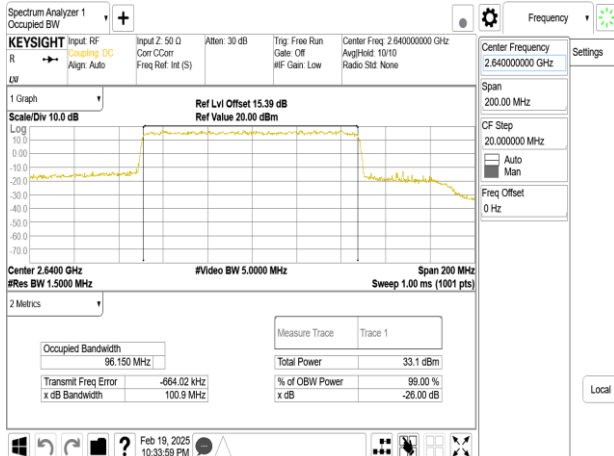 Spectrum Analyzer 1
Occupied BW
Frequency
KEYSIGHT
R
LXI
Input: RF
Coupling: DC
Align: Auto
Input Z: 50 Ω
Corr CCorr
Freq Ref: Int (S)
Atten: 30 dB
Trig: Free Run
Gate: Off
#IF Gain: Low
Center Freq: 2.640000000 GHz
Avg|Hold: 10/10
Radio Std: None
Center Frequency
2.640000000 GHz
Settings
Span
200.00 MHz
CF Step
20.000000 MHz
Auto
Man
Freq Offset
0 Hz
Local
1 Graph
Scale/Div 10.0 dB
Ref Lvl Offset 15.39 dB
Ref Value 20.00 dBm
Log
10.0
0.00
-10.0
-20.0
-30.0
-40.0
-50.0
-60.0
-70.0
Center 2.6400 GHz
#Res BW 1.5000 MHz
#Video BW 5.0000 MHz
Span 200 MHz
Sweep 1.00 ms (1001 pts)
2 Metrics
Measure Trace Trace 1
Occupied Bandwidth
96.150 MHz
Total Power 33.1 dBm
Transmit Freq Error -664.02 kHz
% of OBW Power 99.00 %
x dB Bandwidth 100.9 MHz
x dB -26.00 dB
?
Feb 19, 2025
10:33:59 PM